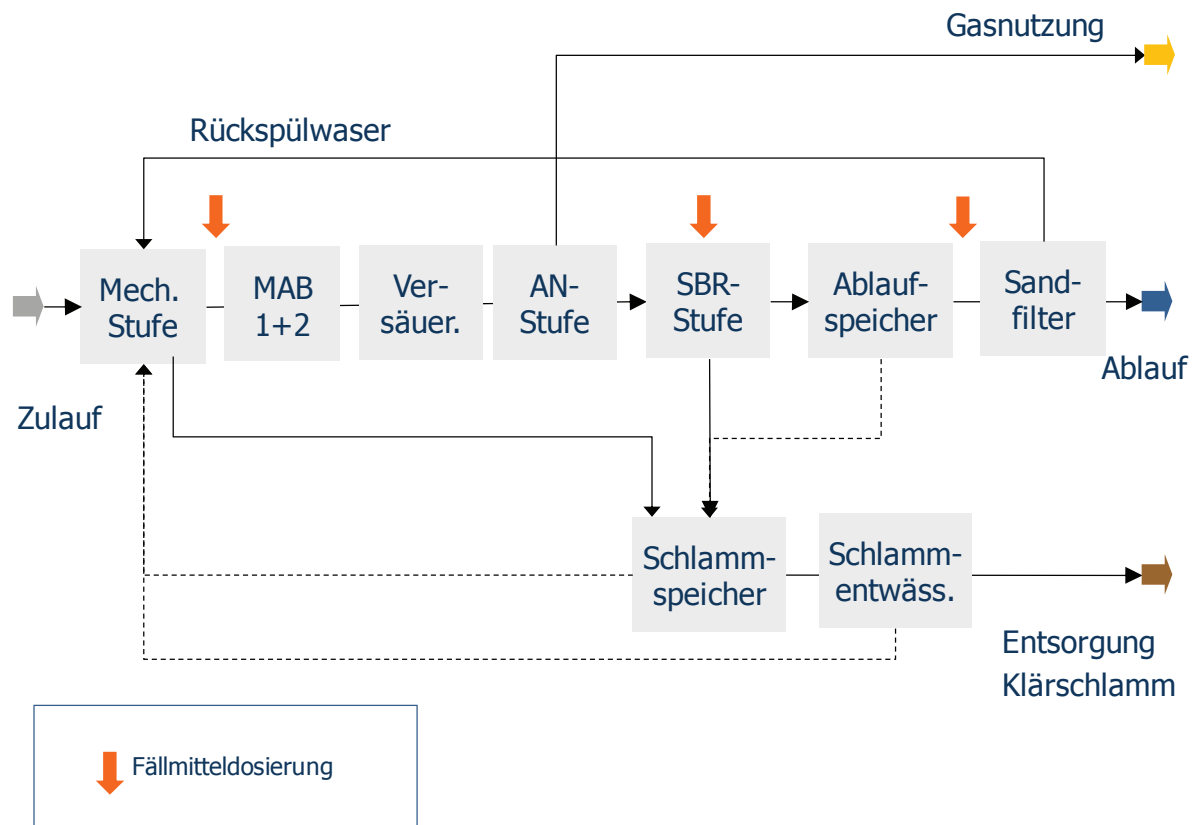 Gasnutzung
Rückspülwaser
Mech.
Stufe
MAB
1+2
Ver-
säuer.
AN-
Stufe
SBR-
Stufe
Ablauf-
speicher
Sand-
filter
Ablauf
Zulauf
Schlamm-
speicher
Schlamm-
entwäss.
Entsorgung
Klärschlamm
Fällmitteldosierung